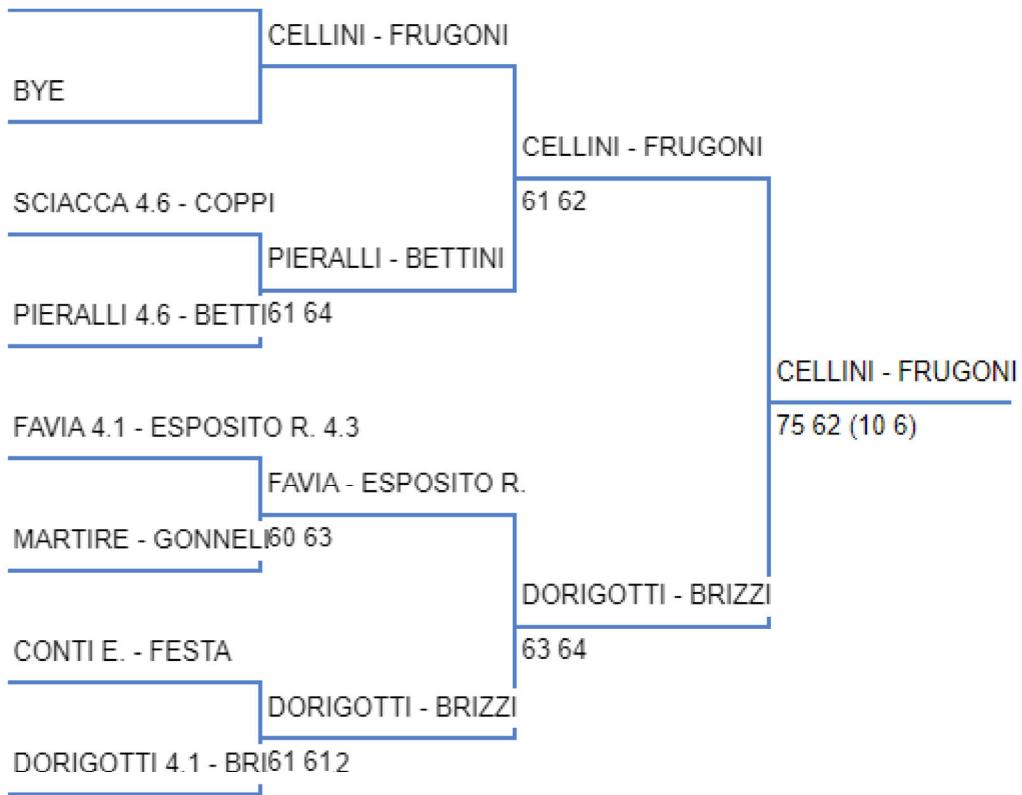 CELLINI - FRUGONI
BYE
CELLINI - FRUGONI
SCIACCA 4.6 - COPPI
61 62
PIERALLI - BETTINI
PIERALLI 4.6 - BETTI
61 64
CELLINI - FRUGONI
FAVIA 4.1 - ESPOSITO R. 4.3
75 62 (10 6)
FAVIA - ESPOSITO R.
MARTIRE - GONNELI
60 63
DORIGOTTI - BRIZZI
CONTI E. - FESTA
63 64
DORIGOTTI - BRIZZI
DORIGOTTI 4.1 - BRI
61 61